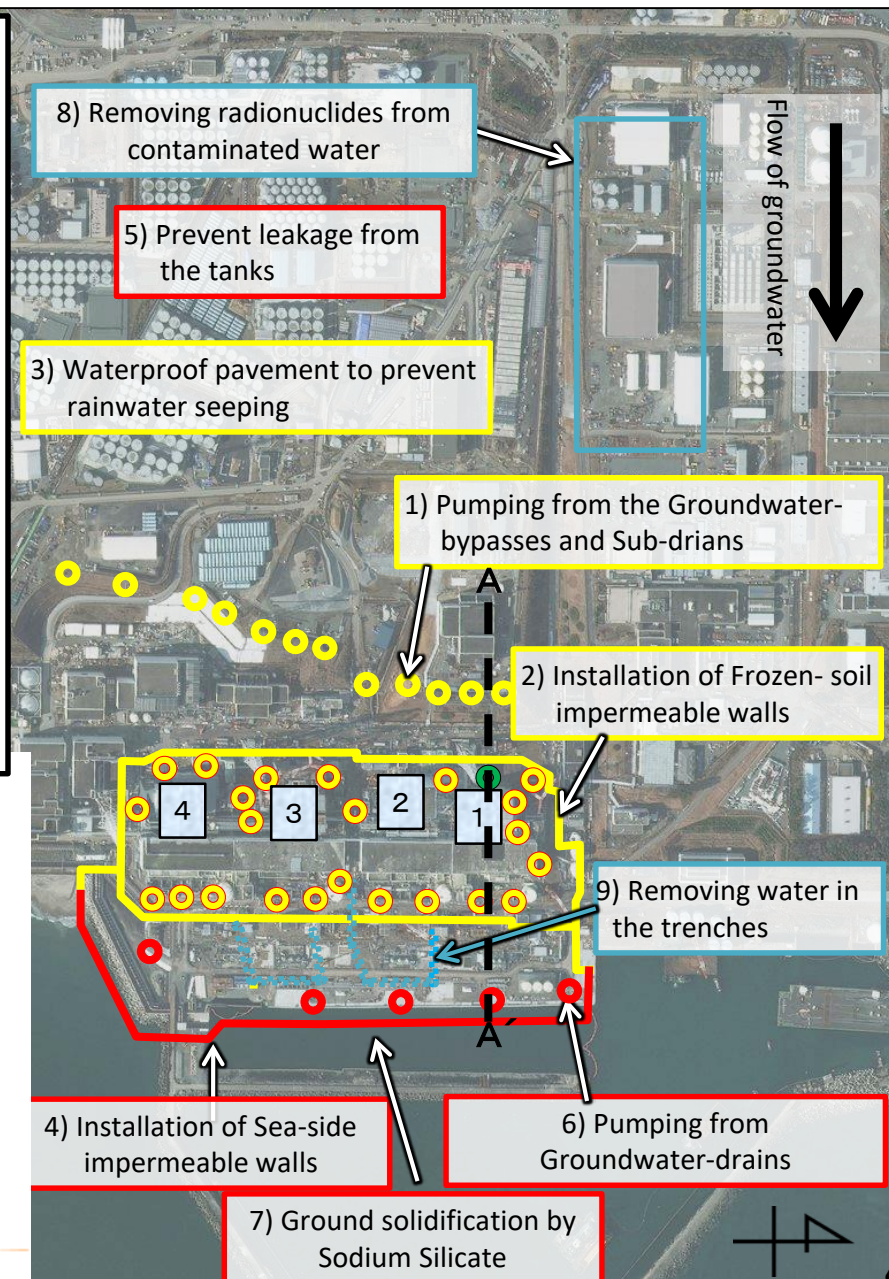 8) Removing radionuclides from
contaminated water
Flow of groundwater
5) Prevent leakage from
the tanks
3) Waterproof pavement to prevent
rainwater seeping
1) Pumping from the Groundwater-
bypasses and Sub-drians
A
2) Installation of Frozen- soil
impermeable walls
4
3
2
1
9) Removing water in
the trenches
A´
4) Installation of Sea-side
impermeable walls
6) Pumping from
Groundwater-drains
7) Ground solidification by
Sodium Silicate